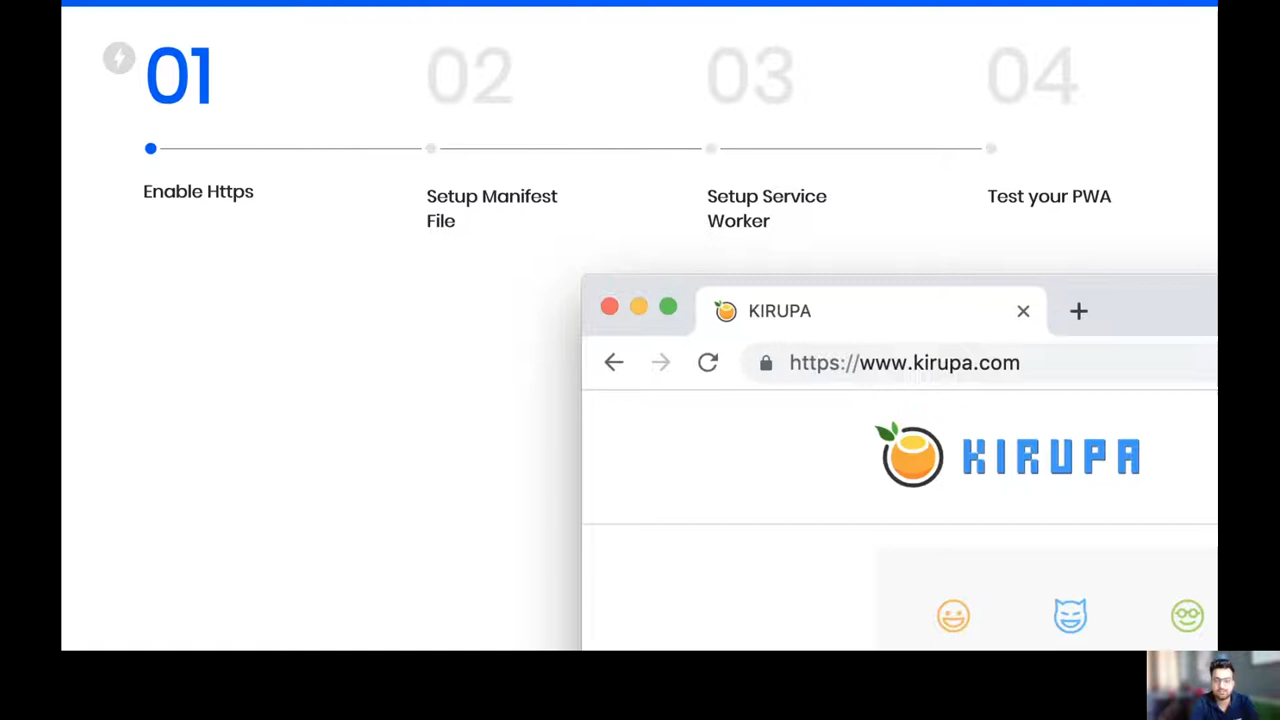 01
02
03
04
Enable Https
Setup Manifest
File
Setup Service
Worker
Test your PWA
KIRUPA
https://www.kirupa.com
KIRUPA